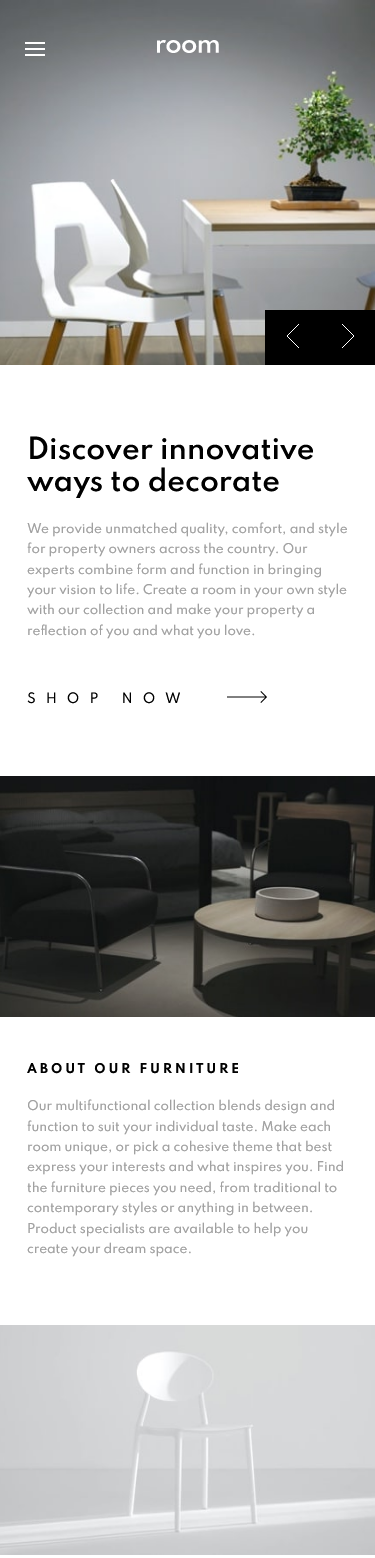 room
Discover innovative
ways to decorate
We provide unmatched quality, comfort, and style
for property owners across the country. Our
experts combine form and function in bringing
your vision to life. Create a room in your own style
with our collection and make your property a
reflection of you and what you love.
SHOP NOW
ABOUT OUR FURNITURE
Our multifunctional collection blends design and
function to suit your individual taste. Make each
room unique, or pick a cohesive theme that best
express your interests and what inspires you. Find
the furniture pieces you need, from traditional to
contemporary styles or anything in between.
Product specialists are available to help you
create your dream space.